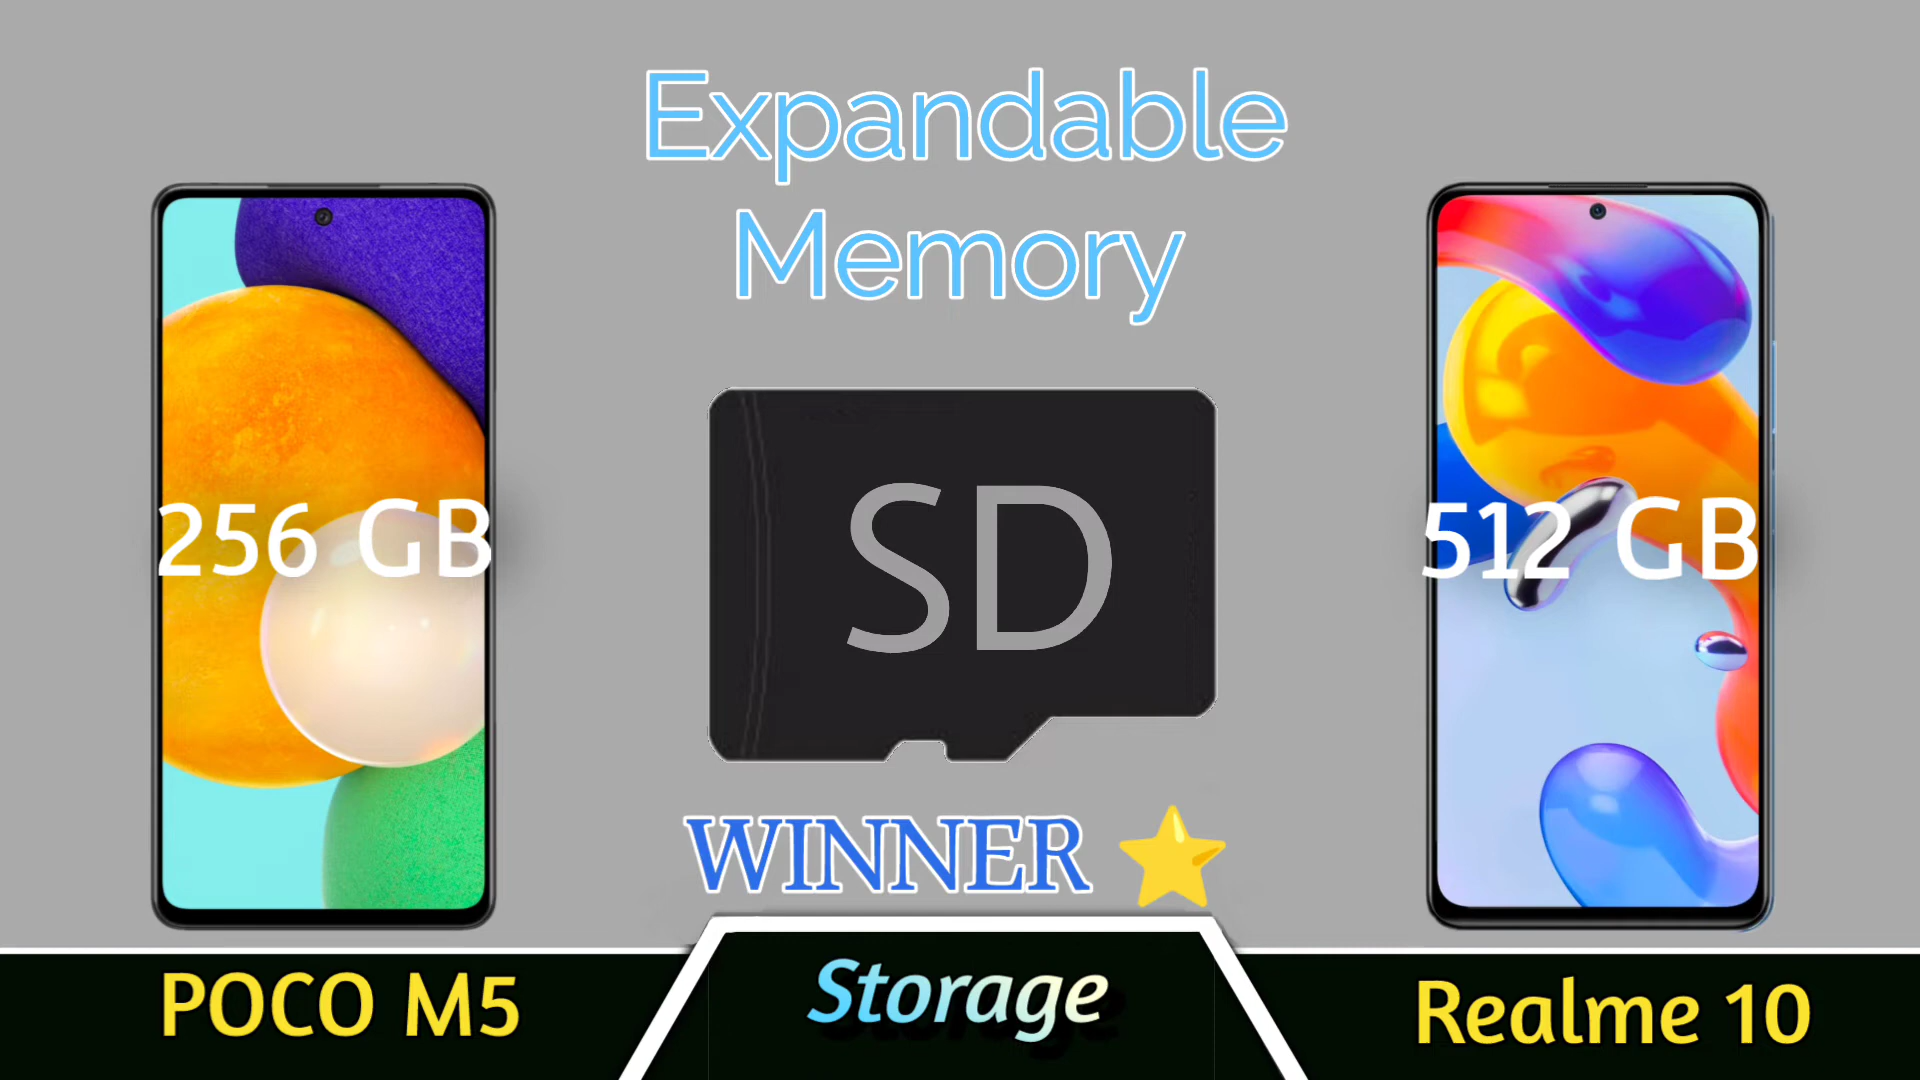 Expandable
Memory
256 GB
SD
512 GB
WINNER
POCO M5
Storage
Realme 10